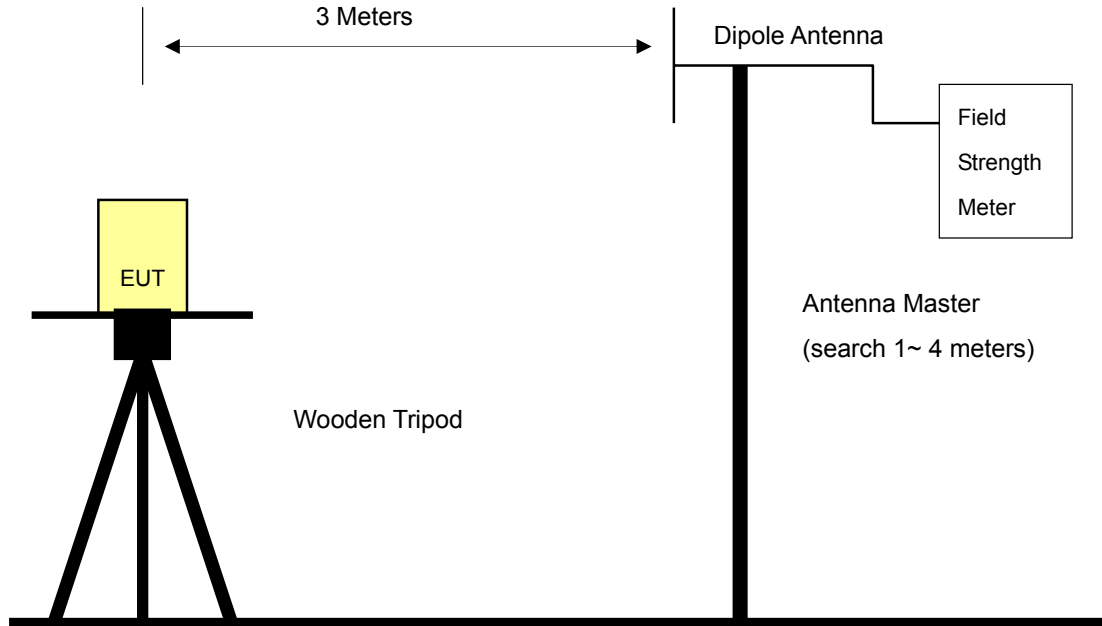 3 Meters
Dipole Antenna
Field
Strength
Meter
EUT
Antenna Master
(search 1~ 4 meters)
Wooden Tripod